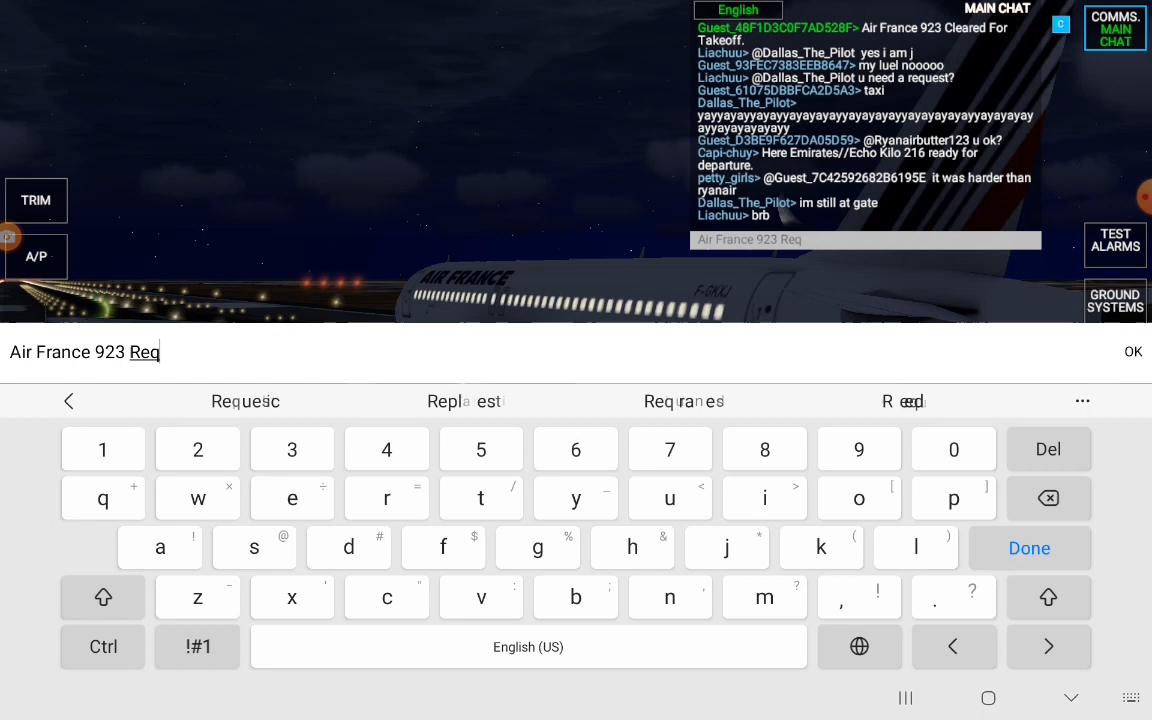 English
MAIN CHAT
COMMS.
MAIN
CHAT
C
Guest_48F1D3C0F7AD528F> Air France 923 Cleared For
Takeoff.
Liachuu> @Dallas_The_Pilot yes i am j
Guest_93FEC7383EEB8647> my luel nooooo
Liachuu> @Dallas_The_Pilot u need a request?
Guest_61075DBBFCA2D5A3> taxi
Dallas_The_Pilot>
yayyayayyayyayayayyayayyayayayyayayyayayayyayayyayay
ayyayayayayyy
Guest_D3BE9F627DA05D59> @Ryanairbutter123 u ok?
Capi-chuy> Here Emirates//Echo Kilo 216 ready for
departure.
petty_girls> @Guest_7C42592682B6195E it was harder than
ryanair
Dallas_The_Pilot> im still at gate
Liachuu> brb
Air France 923 Req
TRIM
A/P
TEST
ALARMS
GROUND
SYSTEMS
AIR FRANCE
F-GKXJ
Air France 923 Req
OK
1 2 3 4 5 6 7 8 9 0 Del
q + w × e ÷ r = t / y _ u < i > o [ p ]
a ! s @ d # f $ g % h & j * k ( l ) Done
z - x ' c " v : b ; n , m ? , ! . ?
Ctrl !#1 English (US) < >